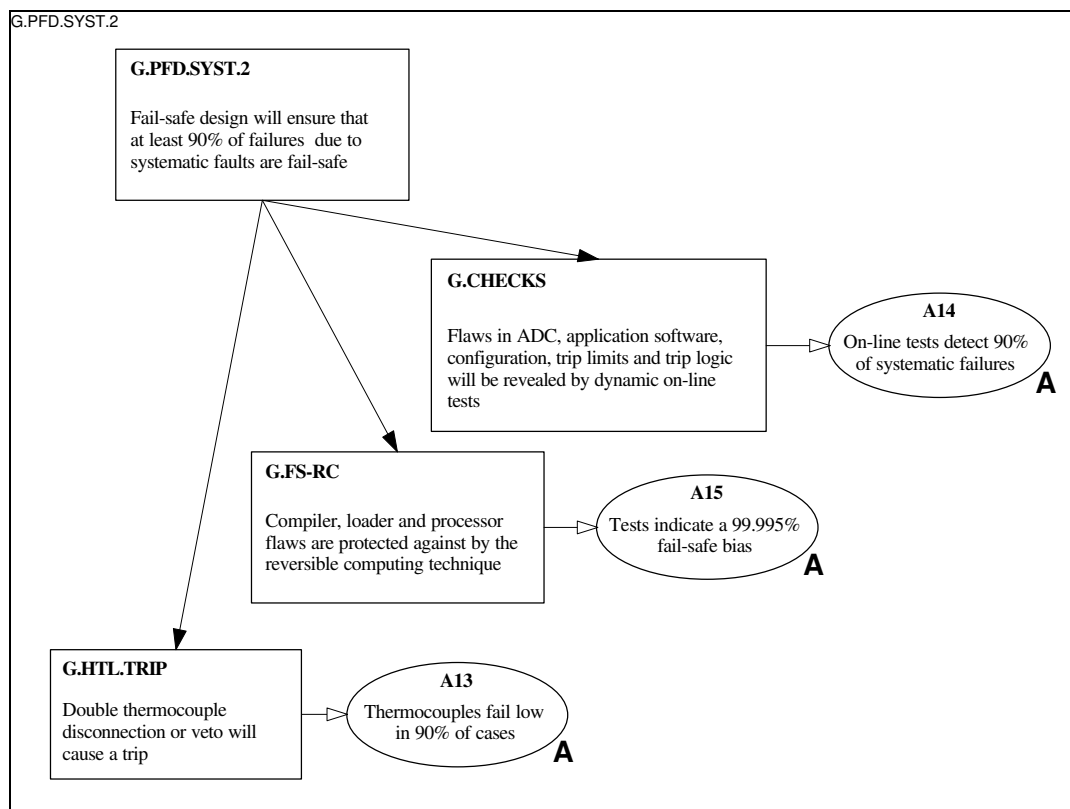 G.PFD.SYST.2
G.PFD.SYST.2
Fail-safe design will ensure that
at least 90% of failures due to
systematic faults are fail-safe
G.CHECKS
Flaws in ADC, application software,
configuration, trip limits and trip logic
will be revealed by dynamic on-line
tests
A14
On-line tests detect 90%
of systematic failures
A
G.FS-RC
Compiler, loader and processor
flaws are protected against by the
reversible computing technique
A15
Tests indicate a 99.995%
fail-safe bias
A
G.HTL.TRIP
Double thermocouple
disconnection or veto will
cause a trip
A13
Thermocouples fail low
in 90% of cases
A